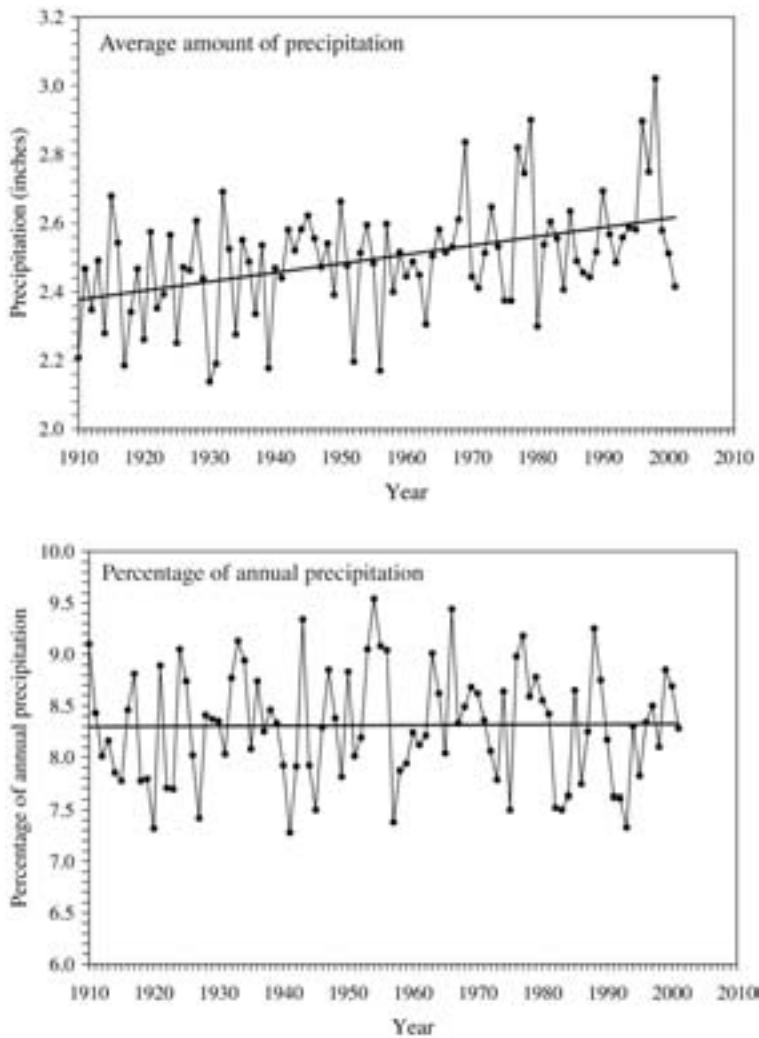 Average amount of precipitation
Precipitation (inches)
3.2
3.0
2.8
2.6
2.4
2.2
2.0
1910 1920 1930 1940 1950 1960 1970 1980 1990 2000 2010
Year
Percentage of annual precipitation
Percentage of annual precipitation
10.0
9.5
9.0
8.5
8.0
7.5
7.0
6.5
6.0
1910 1920 1930 1940 1950 1960 1970 1980 1990 2000 2010
Year